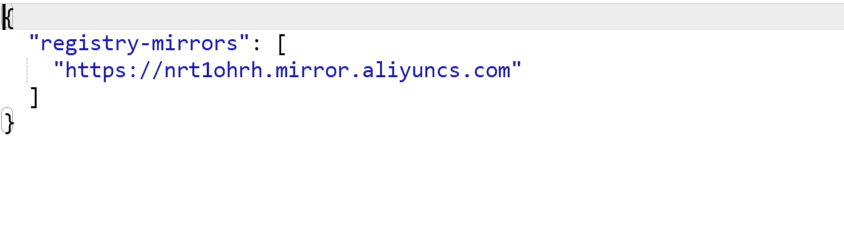 {
  "registry-mirrors": [
    "https://nrt1ohrh.mirror.aliyuncs.com"
  ]
}